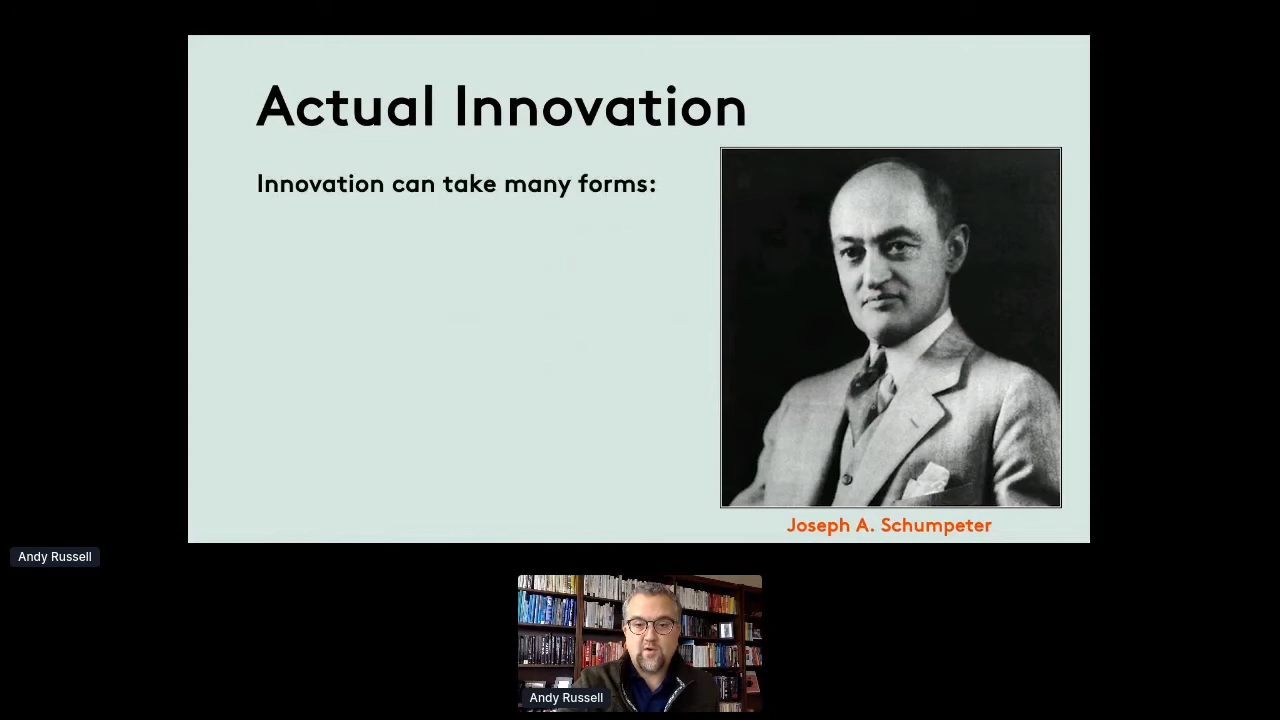 Actual Innovation
Innovation can take many forms:
Joseph A. Schumpeter
Andy Russell
Andy Russell